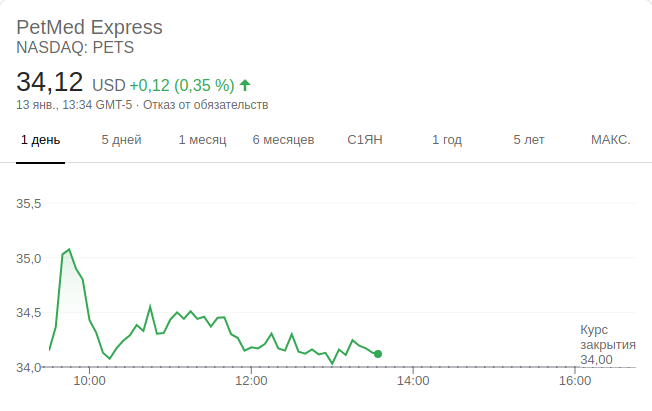 PetMed Express
NASDAQ: PETS
34,12 USD +0,12 (0,35 %)
13 янв., 13:34 GMT-5 · Отказ от обязательств
1 день 5 дней 1 месяц 6 месяцев С1ЯН 1 год 5 лет МАКС.
35,5
35,0
34,5
34,0
Курс
закрытия
34,00
10:00 12:00 14:00 16:00